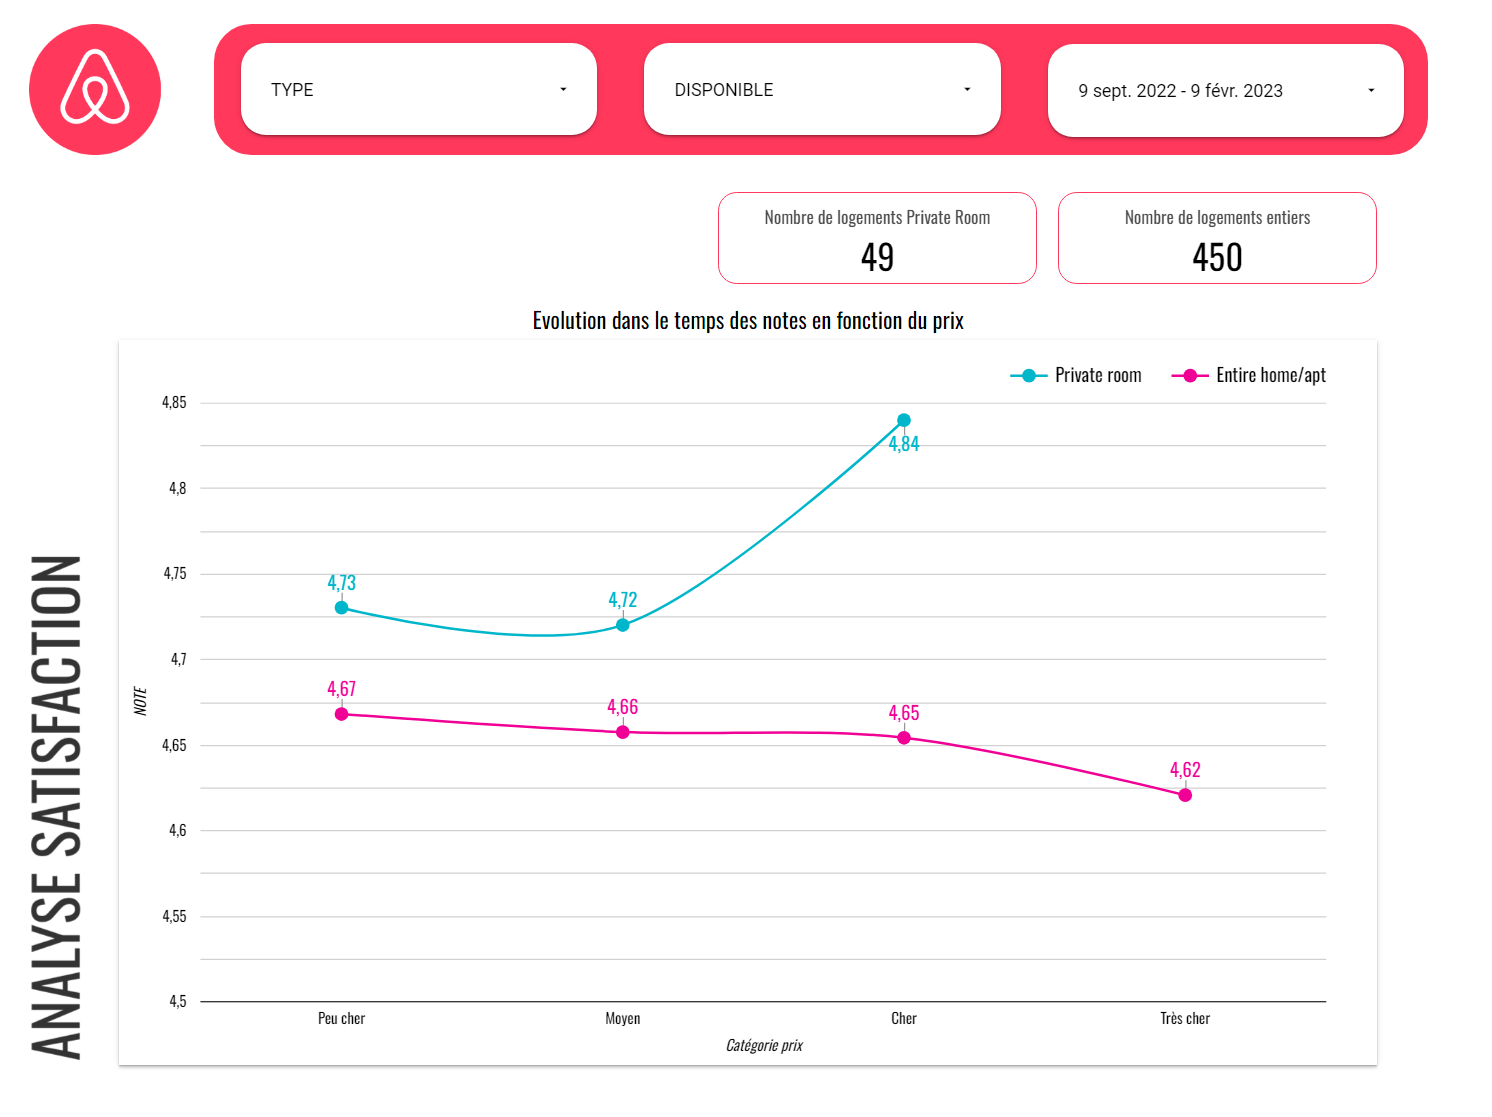 TYPE
DISPONIBLE
9 sept. 2022 - 9 févr. 2023
Nombre de logements Private Room
49
Nombre de logements entiers
450
Evolution dans le temps des notes en fonction du prix
Private room
Entire home/apt
4,85
4,8
4,75
4,7
4,65
4,6
4,55
4,5
4,73
4,72
4,84
4,67
4,66
4,65
4,62
NOTE
Peu cher
Moyen
Cher
Très cher
Catégorie prix
ANALYSE SATISFACTION